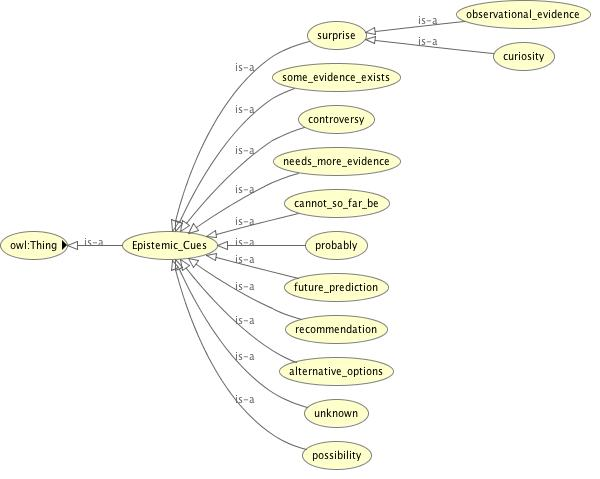 observational_evidence
is-a
surprise
is-a
curiosity
is-a
some_evidence_exists
is-a
controversy
is-a
needs_more_evidence
is-a
cannot_so_far_be
is-a
owl:Thing
is-a
Epistemic_Cues
is-a
probably
is-a
future_prediction
is-a
recommendation
is-a
alternative_options
is-a
unknown
is-a
possibility